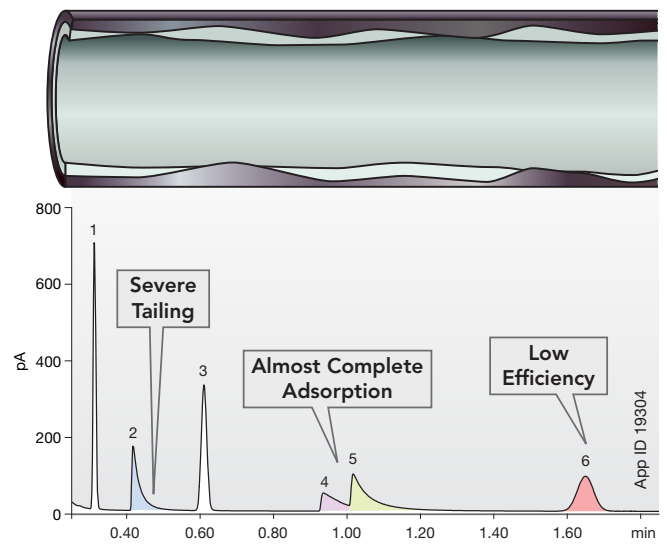 800
600
400
200
0
pA
1
2
3
4
5
6
Severe
Tailing
Almost Complete
Adsorption
Low
Efficiency
App ID 19304
0.40
0.60
0.80
1.00
1.20
1.40
1.60
min